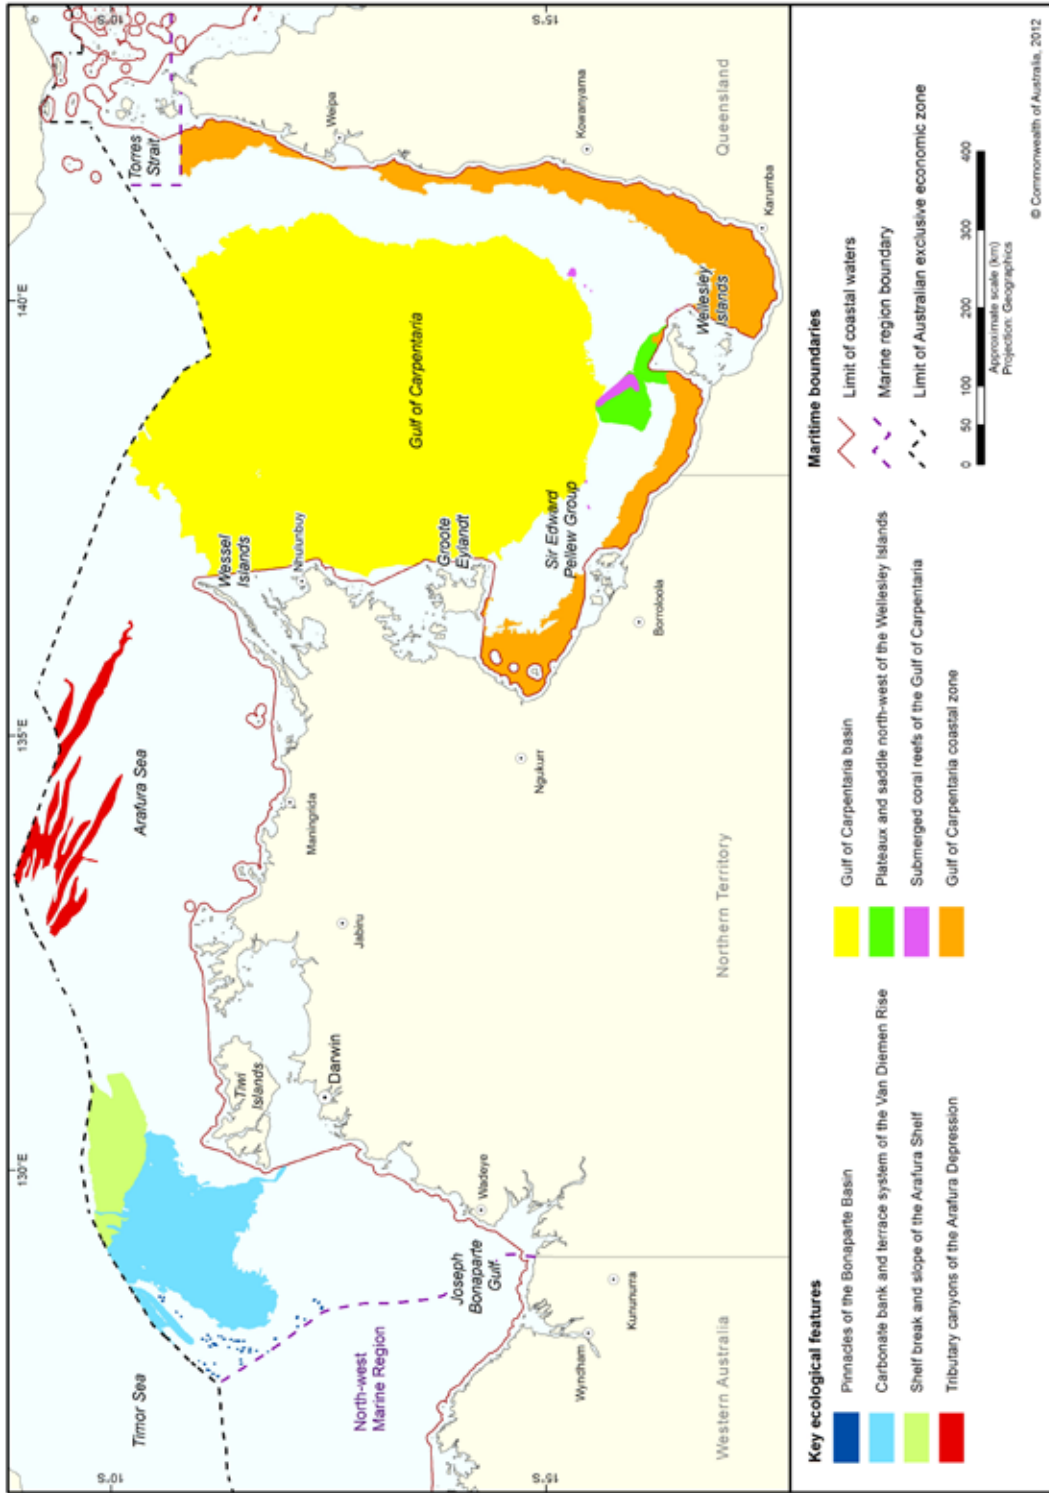 130°E
135°E
140°E
10°S
10°S
15°S
15°S
Timor Sea
Arafura Sea
Torres
Strait
North-west
Marine Region
Joseph
Bonaparte
Gulf
Tiwi
Islands
Darwin
Wadeye
Wyndham
Kununurra
Jabiru
Maningrida
Ngukurr
Wessel
Islands
Nhulunbuy
Groote
Eylandt
Gulf of Carpentaria
Sir Edward
Pellew Group
Borroloola
Wellesley
Islands
Weipa
Kowanyama
Karumba
Western Australia
Northern Territory
Queensland
Key ecological features
Pinnacles of the Bonaparte Basin
Carbonate bank and terrace system of the Van Diemen Rise
Shelf break and slope of the Arafura Shelf
Tributary canyons of the Arafura Depression
Gulf of Carpentaria basin
Plateaux and saddle north-west of the Wellesley Islands
Submerged coral reefs of the Gulf of Carpentaria
Gulf of Carpentaria coastal zone
Maritime boundaries
Limit of coastal waters
Marine region boundary
Limit of Australian exclusive economic zone
0 50 100 200 300 400
Approximate scale (km)
Projection: Geographics
© Commonwealth of Australia, 2012